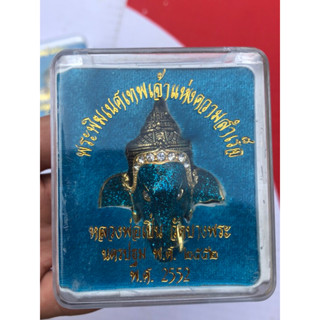 พระพิฆเนศเทพเจ้าแห่งความสำเร็จ
หลวงพ่อเปิ่น วัดบางพระ
นครปฐม พ.ศ. ๒๕๕๒
พ.ศ. 2552